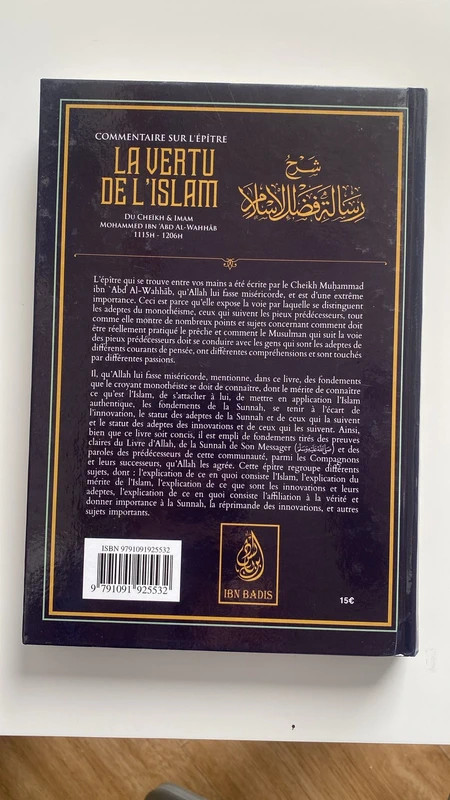 COMMENTAIRE SUR L'ÉPÎTRE
LA VERTU
DE L'ISLAM
DU CHEIKH & IMAM
MOHAMMED IBN 'ABD AL-WAHHÂB
1115H - 1206H
شرح
رسالة فضل الإسلام
L'épitre qui se trouve entre vos mains a été écrite par le Cheikh Muḥammad
ibn 'Abd Al-Wahhâb, qu'Allah lui fasse miséricorde, et est d'une extrême
importance. Ceci est parce qu'elle expose la voie par laquelle se distinguent
tous les adeptes du monothéisme, ceux qui suivent les pieux prédécesseurs, tout
comme elle montre de nombreux points et sujets concernant comment doit
être réellement pratiqué le prêche et comment le Musulman qui suit la voie
des pieux prédécesseurs doit se conduire avec les gens qui sont les adeptes de
différents courants de pensée, ont différentes compréhensions et sont touchés
par différentes passions.
Il, qu'Allah lui fasse miséricorde, mentionne, dans ce livre, des fondements
que le croyant monothéiste se doit de connaître, dont le mérite de connaître
ce qu'est l'Islam, de s'attacher à lui, de mettre en application l'Islam
authentique, les fondements de la Sunnah, se tenir à l'écart de
l'innovation, le statut des adeptes de la Sunnah et de ceux qui la suivent
et le statut des adeptes des innovations et de ceux qui les suivent. Ainsi,
bien que ce livre soit concis, il est empli de fondements tirés des preuves
claires du Livre d'Allah, de la Sunnah de Son Messager (ﷺ) et des
paroles des prédécesseurs de cette communauté, parmi les Compagnons
et leurs successeurs, qu'Allah les agrée. Cette épître regroupe différents
sujets, dont : l'explication de ce en quoi consiste l'Islam, l'explication du
mérite de l'Islam, l'explication de ce que sont les innovations et leurs
adeptes, l'explication de ce en quoi consiste l'affiliation à la vérité et
donner importance à la Sunnah, la réprimande des innovations, et autres
sujets importants.
ISBN 9791091925532
9 791091 925532
ابن باديس
IBN BADIS
15€